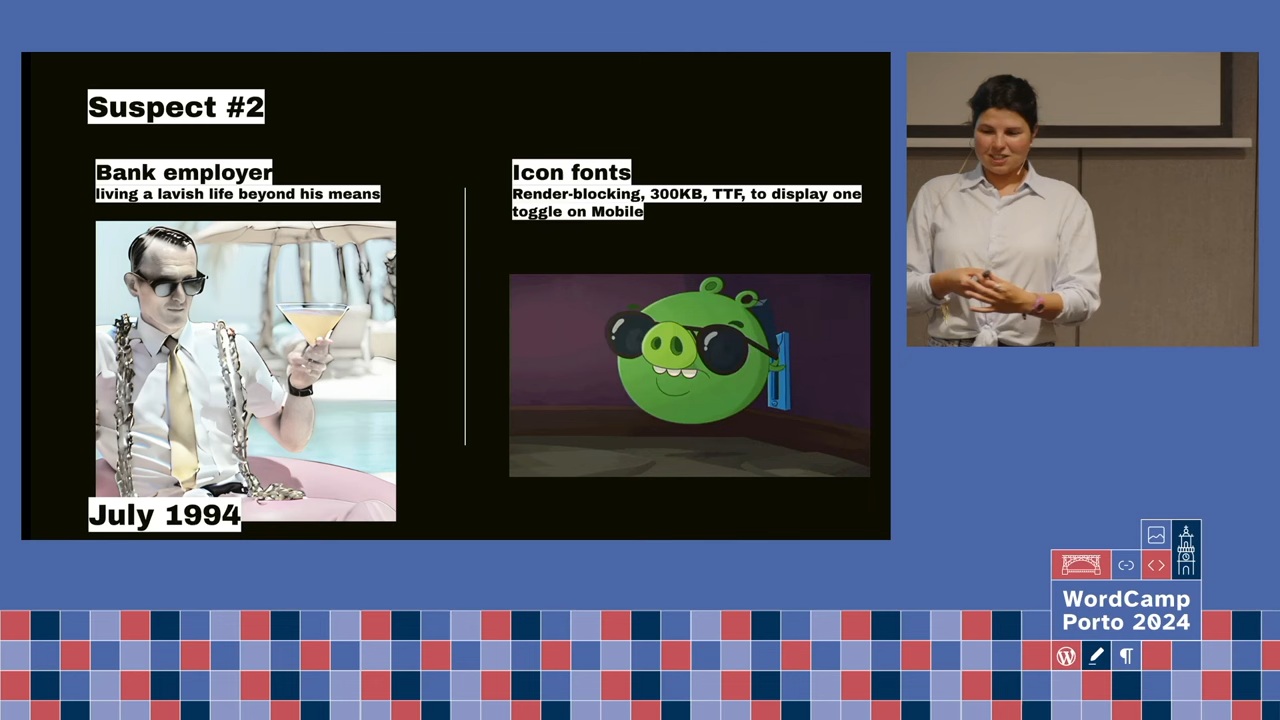 Suspect #2
Bank employer
living a lavish life beyond his means
July 1994
Icon fonts
Render-blocking, 300KB, TTF, to display one
toggle on Mobile
WordCamp
Porto 2024